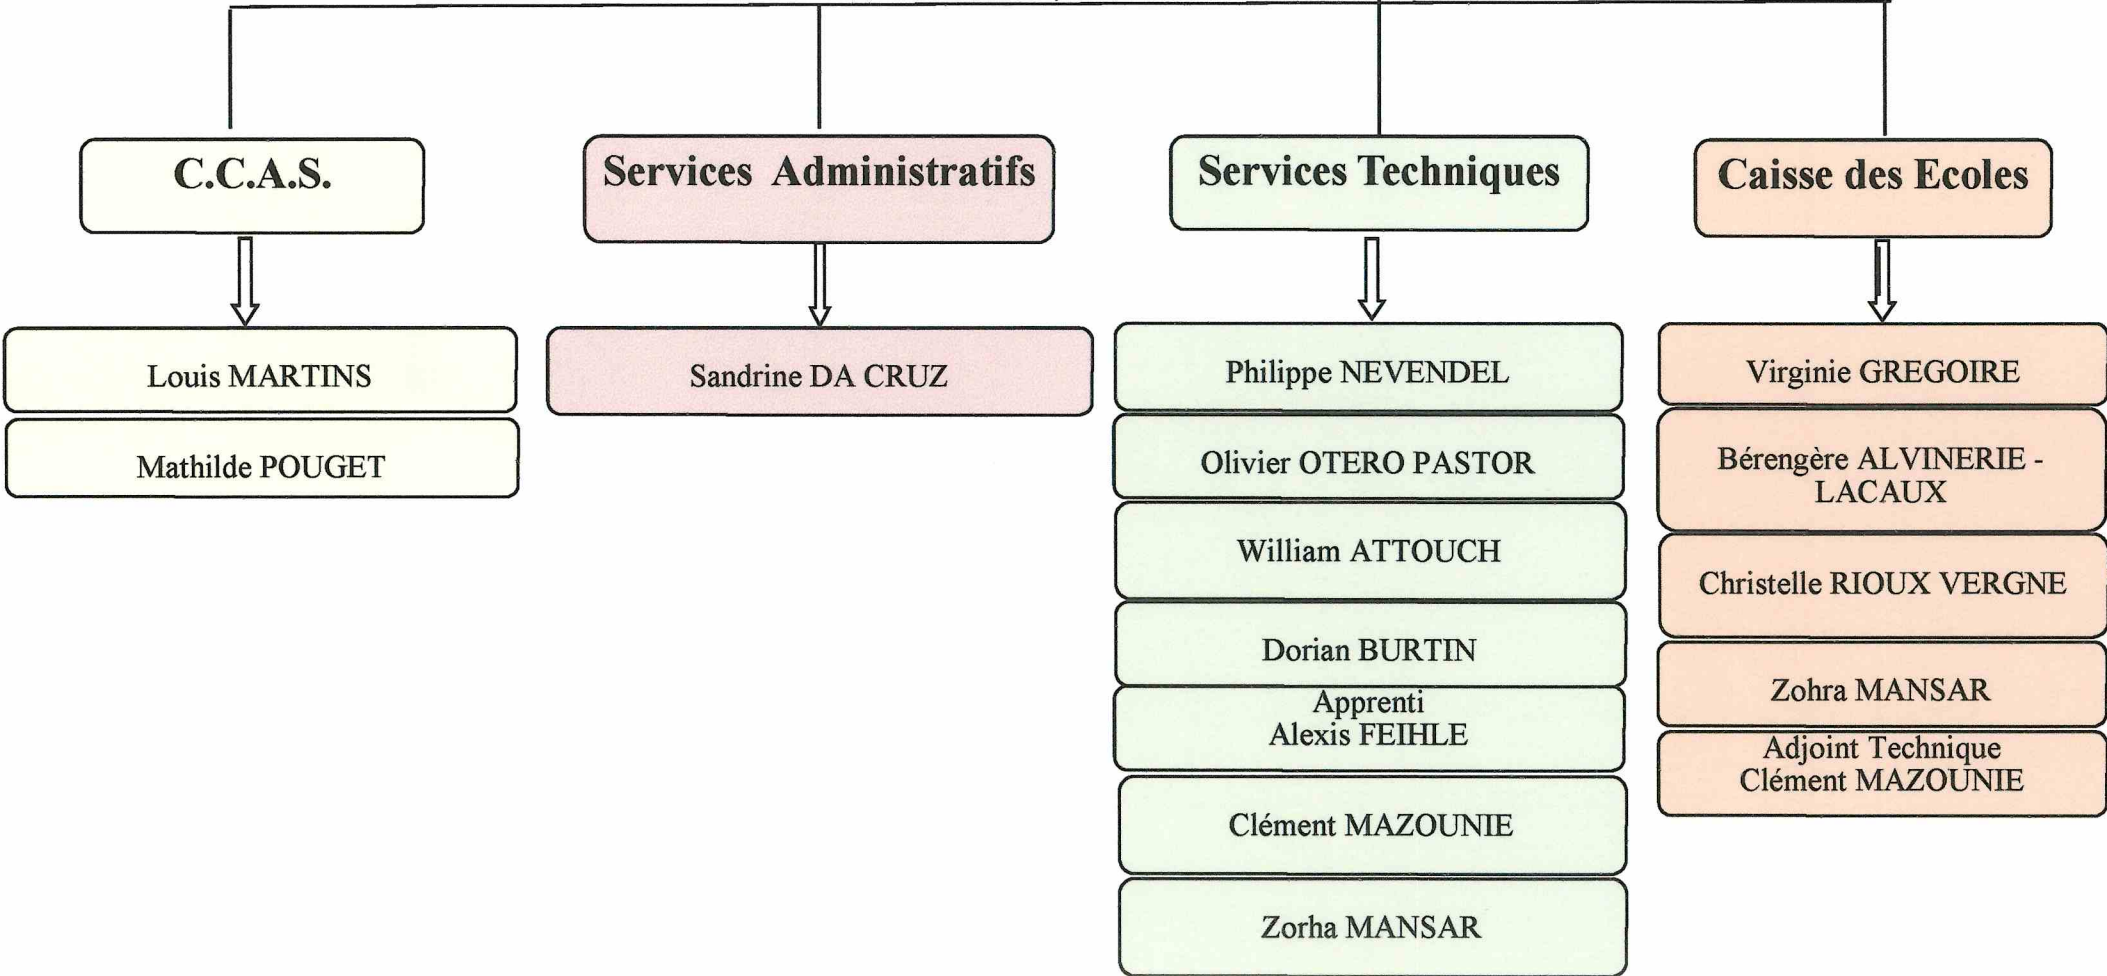 C.C.A.S.
Louis MARTINS
Mathilde POUGET
Services Administratifs
Sandrine DA CRUZ
Services Techniques
Philippe NEVENDEL
Olivier OTERO PASTOR
William ATTOUCH
Dorian BURTIN
Apprenti
Alexis FEIHLE
Clément MAZOUNIE
Zorha MANSAR
Caisse des Ecoles
Virginie GREGOIRE
Bérengère ALVINERIE -
LACAUX
Christelle RIOUX VERGNE
Zohra MANSAR
Adjoint Technique
Clément MAZOUNIE